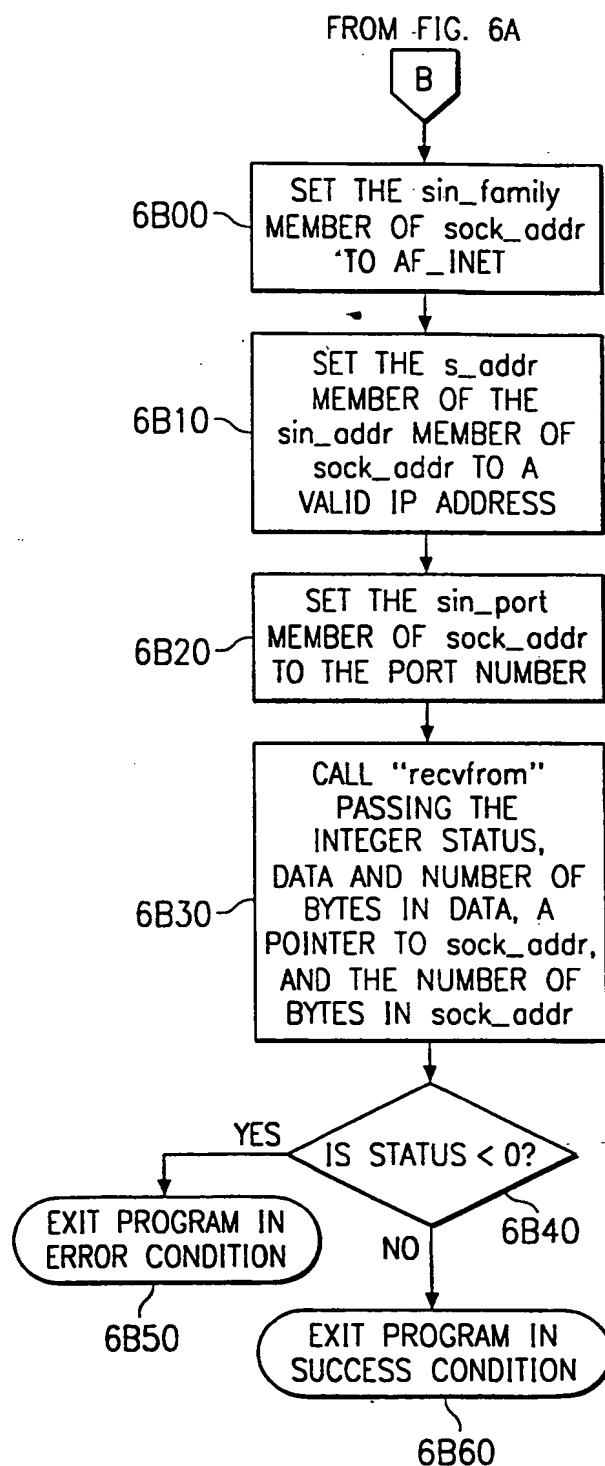 FROM FIG. 6A
B
6B00
SET THE sin_family
MEMBER OF sock_addr
TO AF_INET
6B10
SET THE s_addr
MEMBER OF THE
sin_addr MEMBER OF
sock_addr TO A
VALID IP ADDRESS
6B20
SET THE sin_port
MEMBER OF sock_addr
TO THE PORT NUMBER
6B30
CALL "recvfrom"
PASSING THE
INTEGER STATUS,
DATA AND NUMBER OF
BYTES IN DATA, A
POINTER TO sock_addr,
AND THE NUMBER OF
BYTES IN sock_addr
YES
IS STATUS < 0?
6B40
EXIT PROGRAM IN
ERROR CONDITION
NO
6B50
EXIT PROGRAM IN
SUCCESS CONDITION
6B60